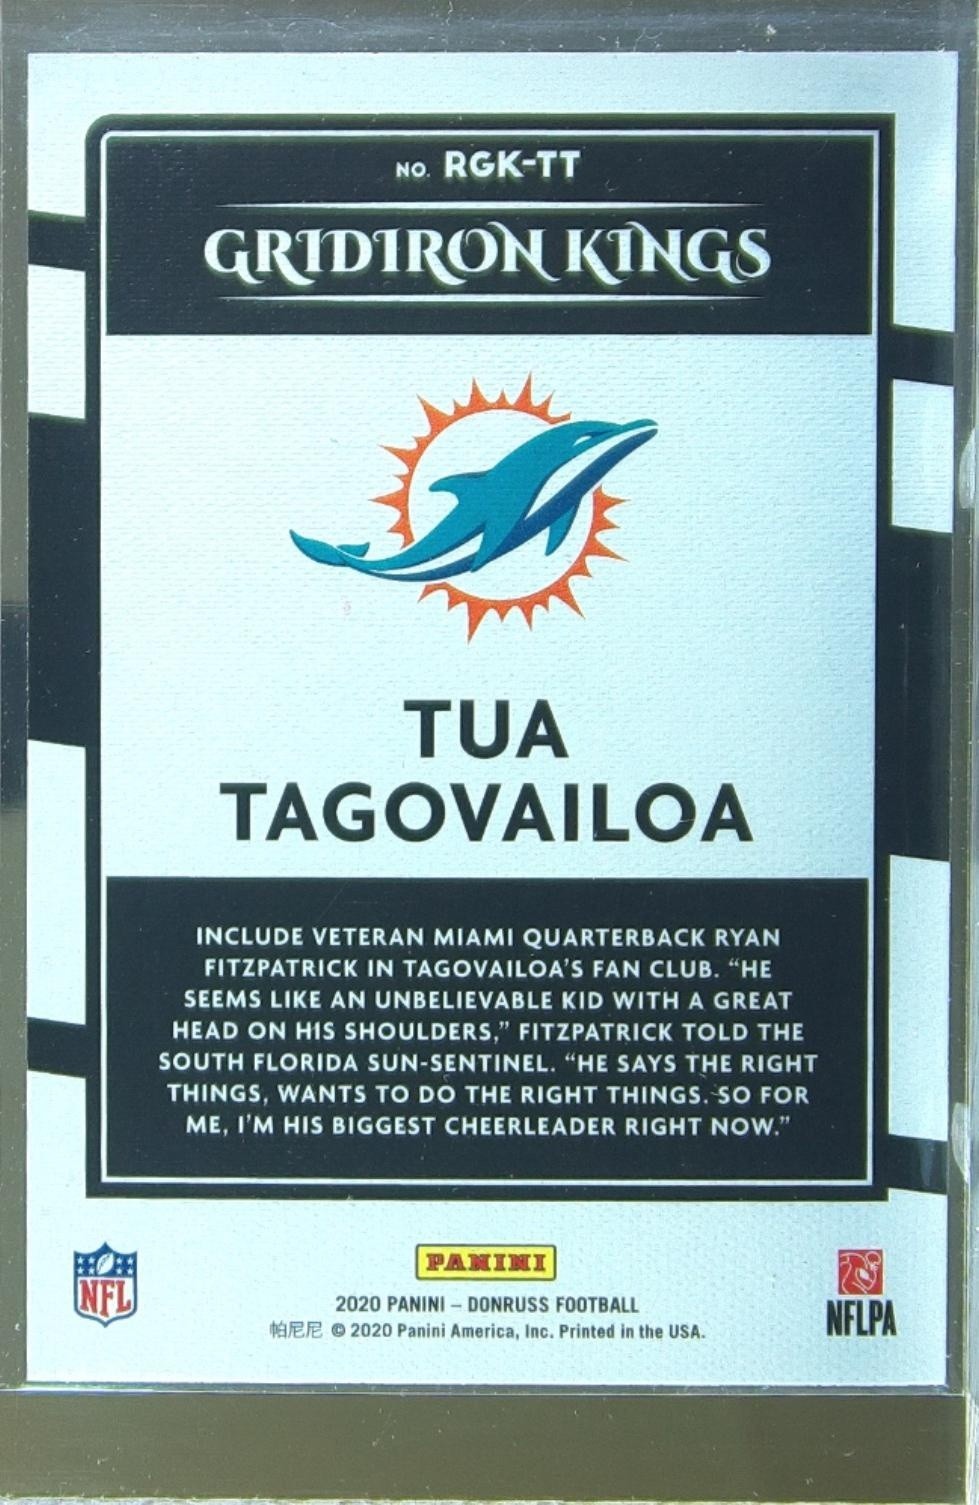 NO. RGK-TT
GRIDIRON KINGS
TUA
TAGOVAILOA
INCLUDE VETERAN MIAMI QUARTERBACK RYAN
FITZPATRICK IN TAGOVAILOA'S FAN CLUB. “HE
SEEMS LIKE AN UNBELIEVABLE KID WITH A GREAT
HEAD ON HIS SHOULDERS,” FITZPATRICK TOLD THE
SOUTH FLORIDA SUN-SENTINEL. “HE SAYS THE RIGHT
THINGS, WANTS TO DO THE RIGHT THINGS. SO FOR
ME, I'M HIS BIGGEST CHEERLEADER RIGHT NOW.”
NFL
PANINI
NFLPA
2020 PANINI – DONRUSS FOOTBALL
帕尼尼 © 2020 Panini America, Inc. Printed in the USA.